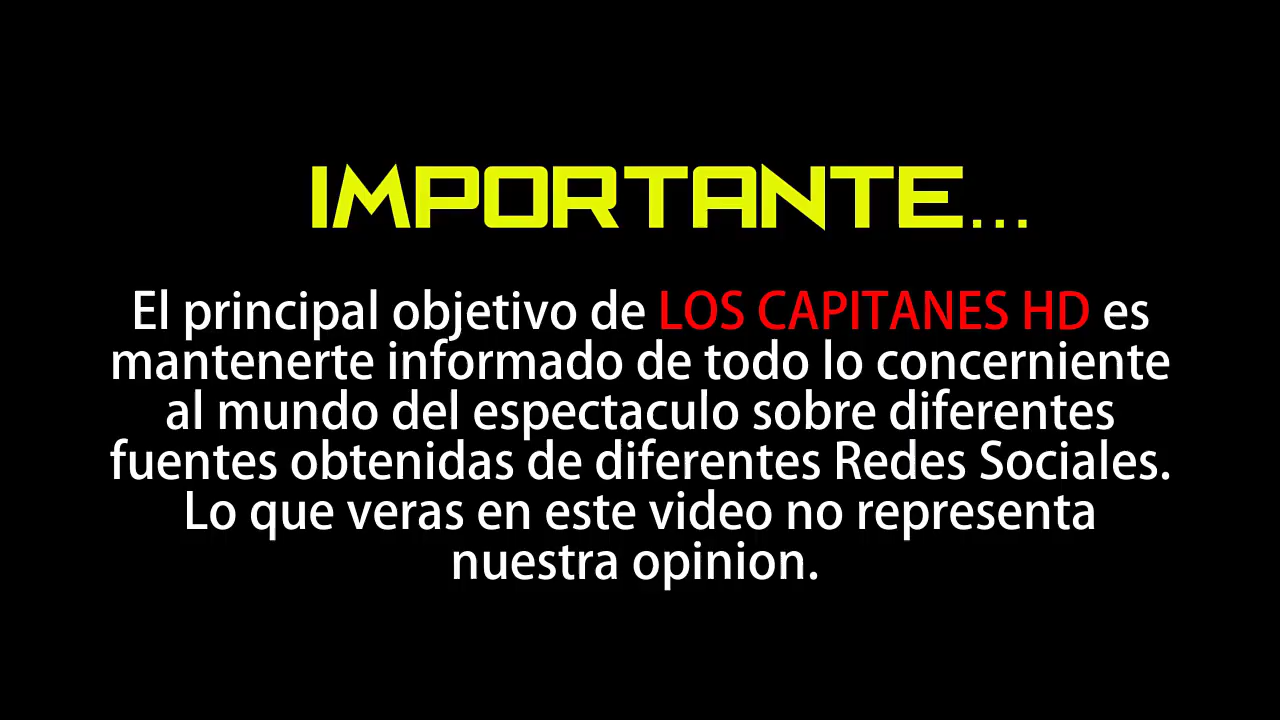 IMPORTANTE...
El principal objetivo de LOS CAPITANES HD es
mantenerte informado de todo lo concerniente
al mundo del espectaculo sobre diferentes
fuentes obtenidas de diferentes Redes Sociales.
Lo que veras en este video no representa
nuestra opinion.